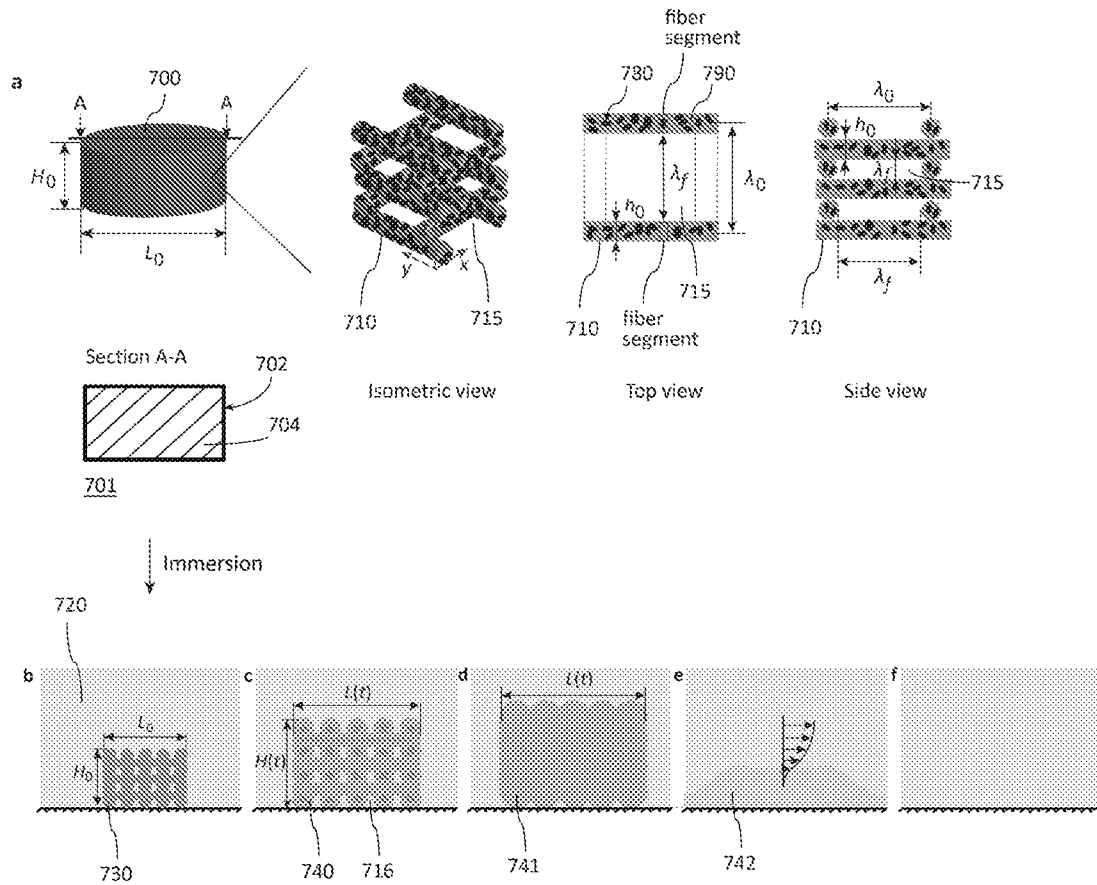 a
700
A
A
H₀
L₀
710
y
x
715
Isometric view
fiber
segment
780
790
h₀
λf
λ₀
710
715
fiber
segment
Top view
λ₀
h₀
λf
715
λf
710
Side view
Section A-A
702
704
701
Immersion
720
b
L₀
H₀
730
c
L(t)
H(t)
740
716
d
L(t)
741
e
742
f